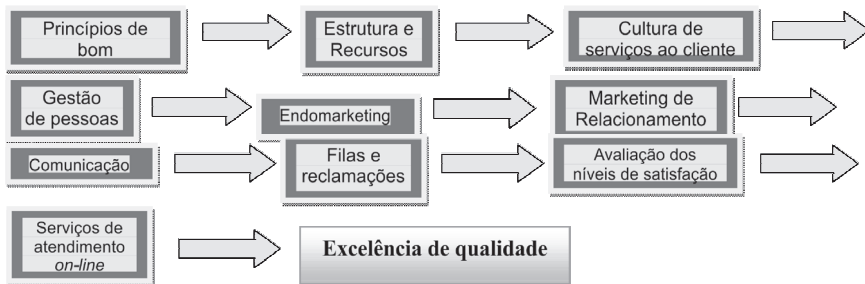 Princípios de
bom
Estrutura e
Recursos
Cultura de
serviços ao cliente
Gestão
de pessoas
Endomarketing
Marketing de
Relacionamento
Comunicação
Filas e
reclamações
Avaliação dos
níveis de satisfação
Serviços de
atendimento
on-line
Excelência de qualidade